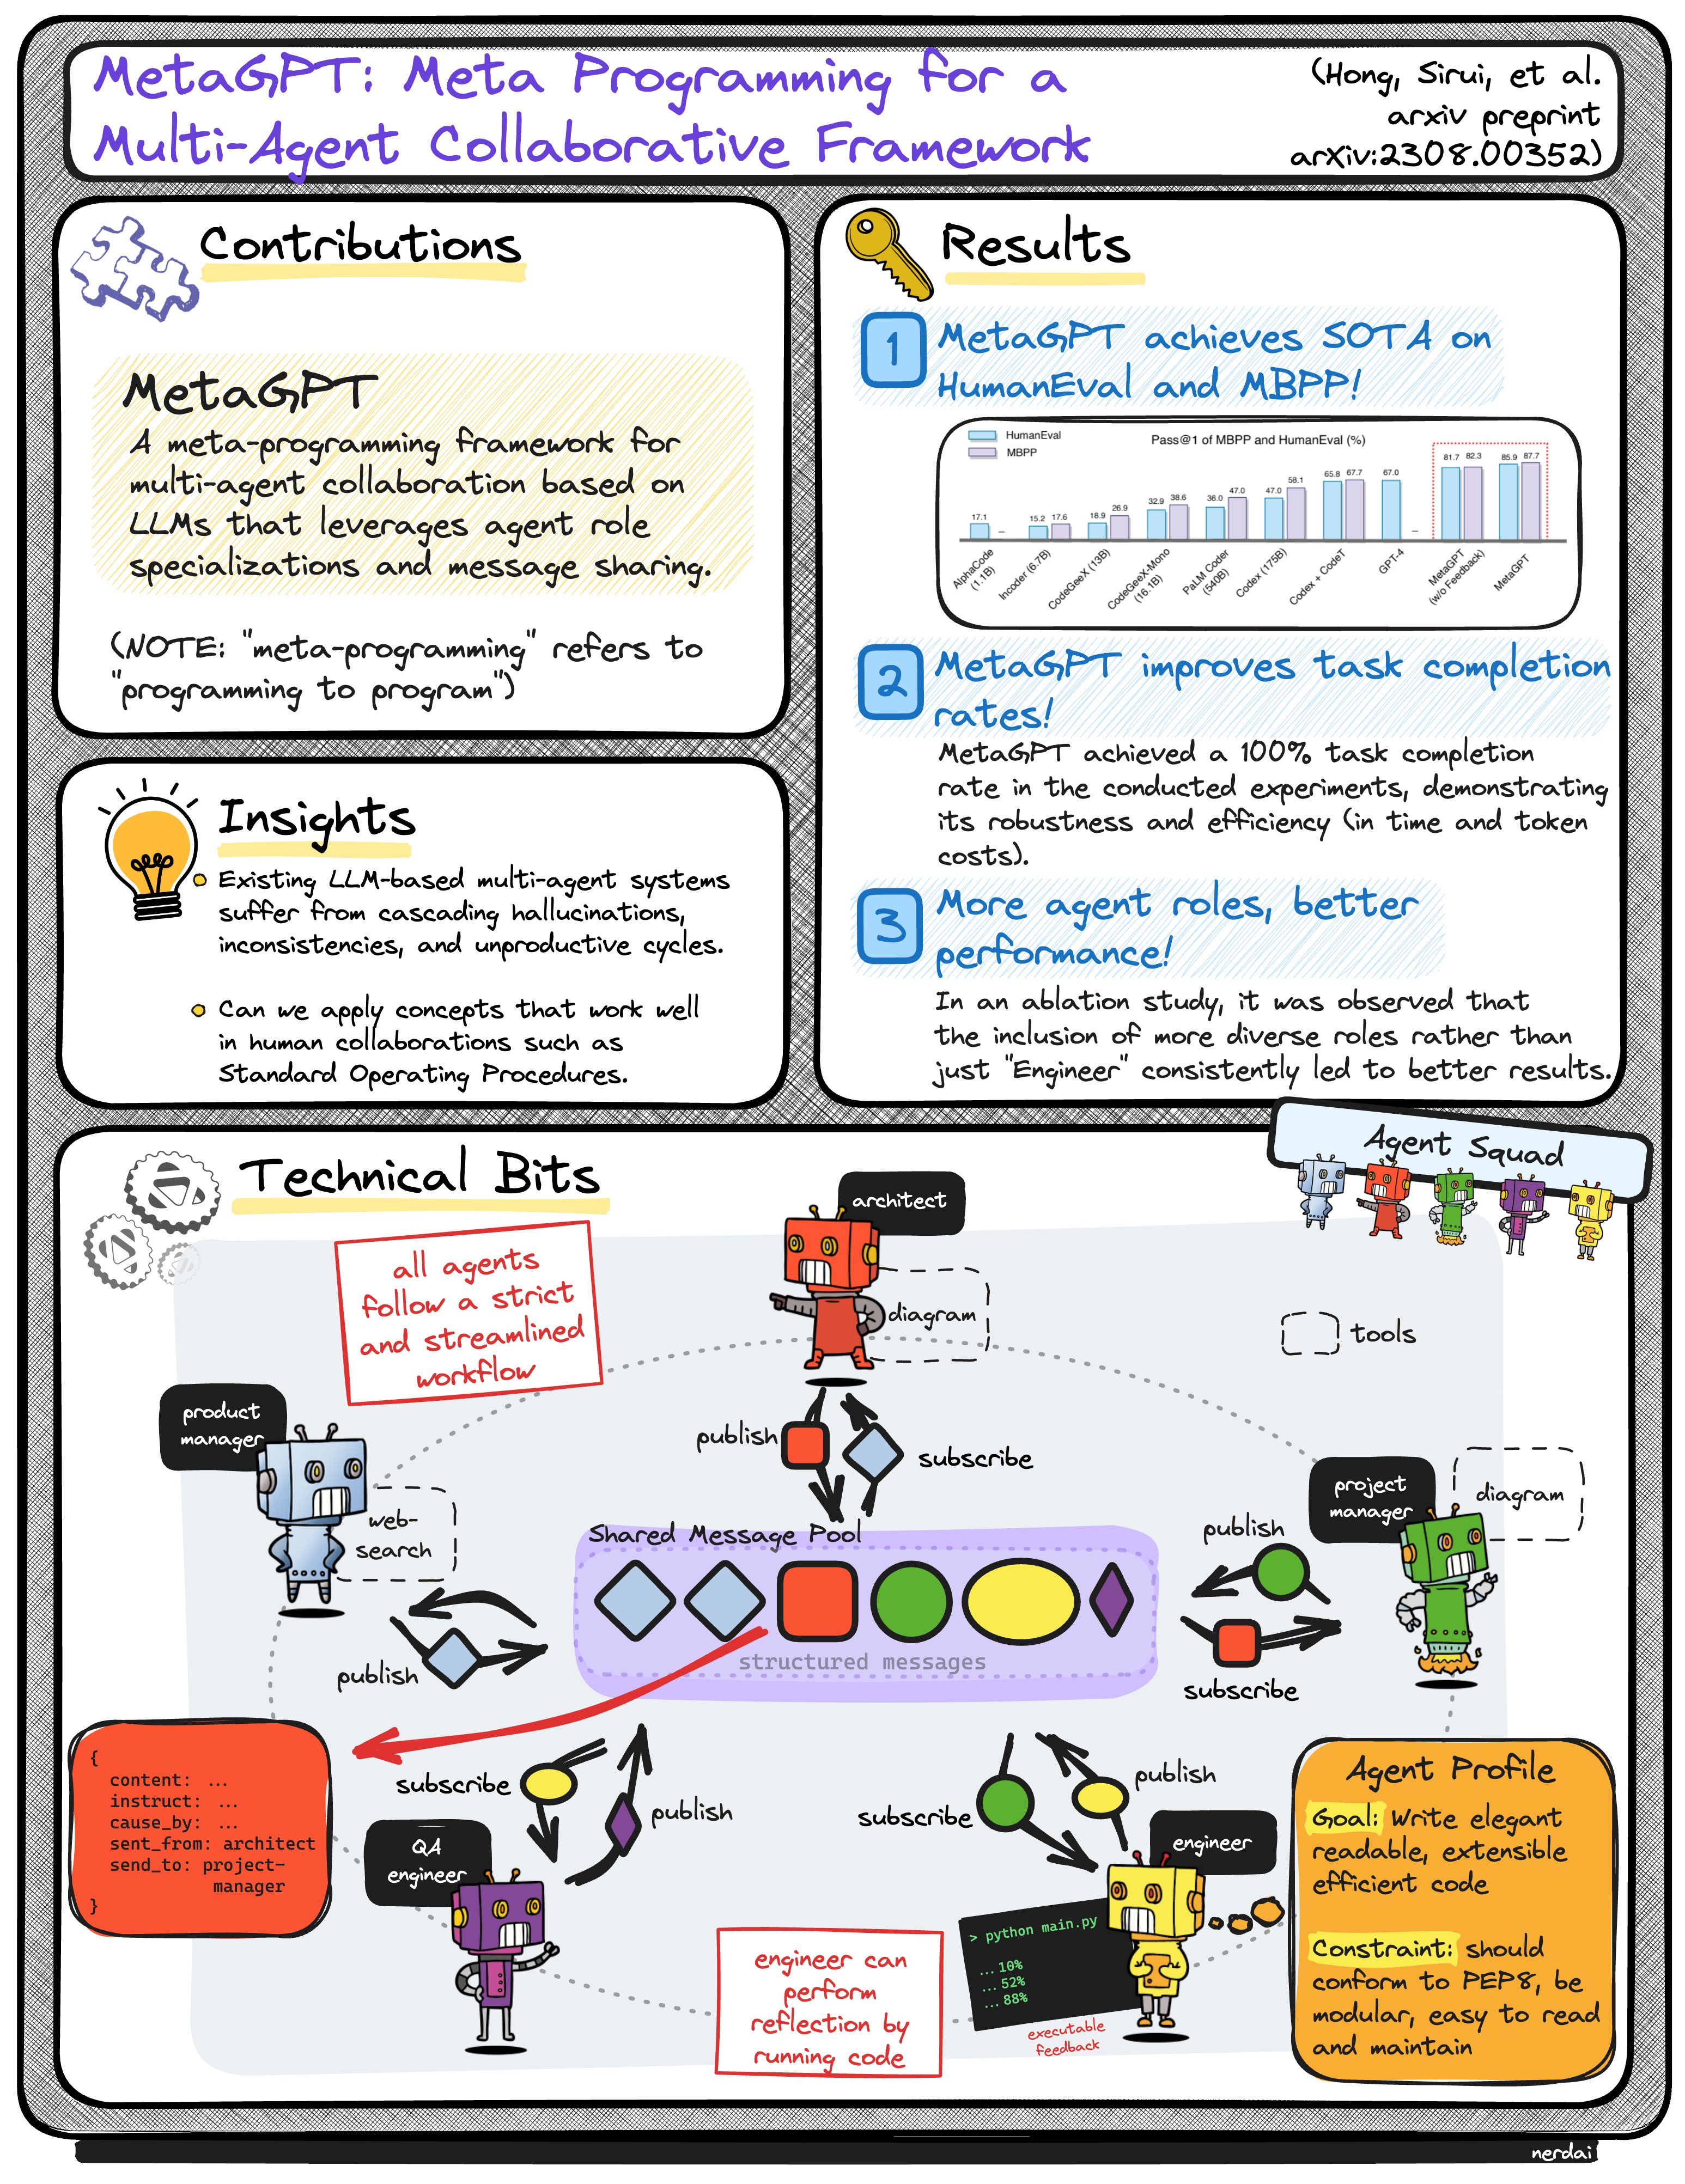 MetaGPT: Meta Programming for a
Multi-Agent Collaborative Framework
(Hong, Sirui, et al.
arxiv preprint
arXiv:2308.00352)
Contributions
MetaGPT
A meta-programming framework for
multi-agent collaboration based on
LLMs that leverages agent role
specializations and message sharing.
(NOTE: "meta-programming" refers to
"programming to program")
Insights
Existing LLM-based multi-agent systems
suffer from cascading hallucinations,
inconsistencies, and unproductive cycles.
Can we apply concepts that work well
in human collaborations such as
Standard Operating Procedures.
Results
1
MetaGPT achieves SOTA on
HumanEval and MBPP!
HumanEval
MBPP
Pass@1 of MBPP and HumanEval (%)
17.1
–
15.2
17.6
18.9
26.9
32.9
38.6
36.0
47.0
47.0
58.1
65.8
67.7
67.0
–
81.7
82.3
85.9
87.7
AlphaCode
(1.1B)
Incoder (6.7B)
CodeGeeX (13B)
CodeGeeX-Mono
(16.1B)
PaLM Coder
(540B)
Codex (175B)
Codex + CodeT
GPT-4
MetaGPT
(w/o Feedback)
MetaGPT
2
MetaGPT improves task completion
rates!
MetaGPT achieved a 100% task completion
rate in the conducted experiments, demonstrating
its robustness and efficiency (in time and token
costs).
3
More agent roles, better
performance!
In an ablation study, it was observed that
the inclusion of more diverse roles rather than
just "Engineer" consistently led to better results.
Technical Bits
Agent Squad
all agents
follow a strict
and streamlined
workflow
architect
diagram
tools
product
manager
web-
search
publish
subscribe
project
manager
diagram
publish
subscribe
publish
Shared Message Pool
structured messages
{
content: ...
instruct: ...
cause_by: ...
sent_from: architect
send_to: project-
manager
}
subscribe
publish
QA
engineer
subscribe
publish
engineer
engineer can
perform
reflection by
running code
> python main.py
... 10%
... 52%
... 88%
executable
feedback
Agent Profile
Goal: Write elegant
readable, extensible
efficient code
Constraint: should
conform to PEP8, be
modular, easy to read
and maintain
nerdai